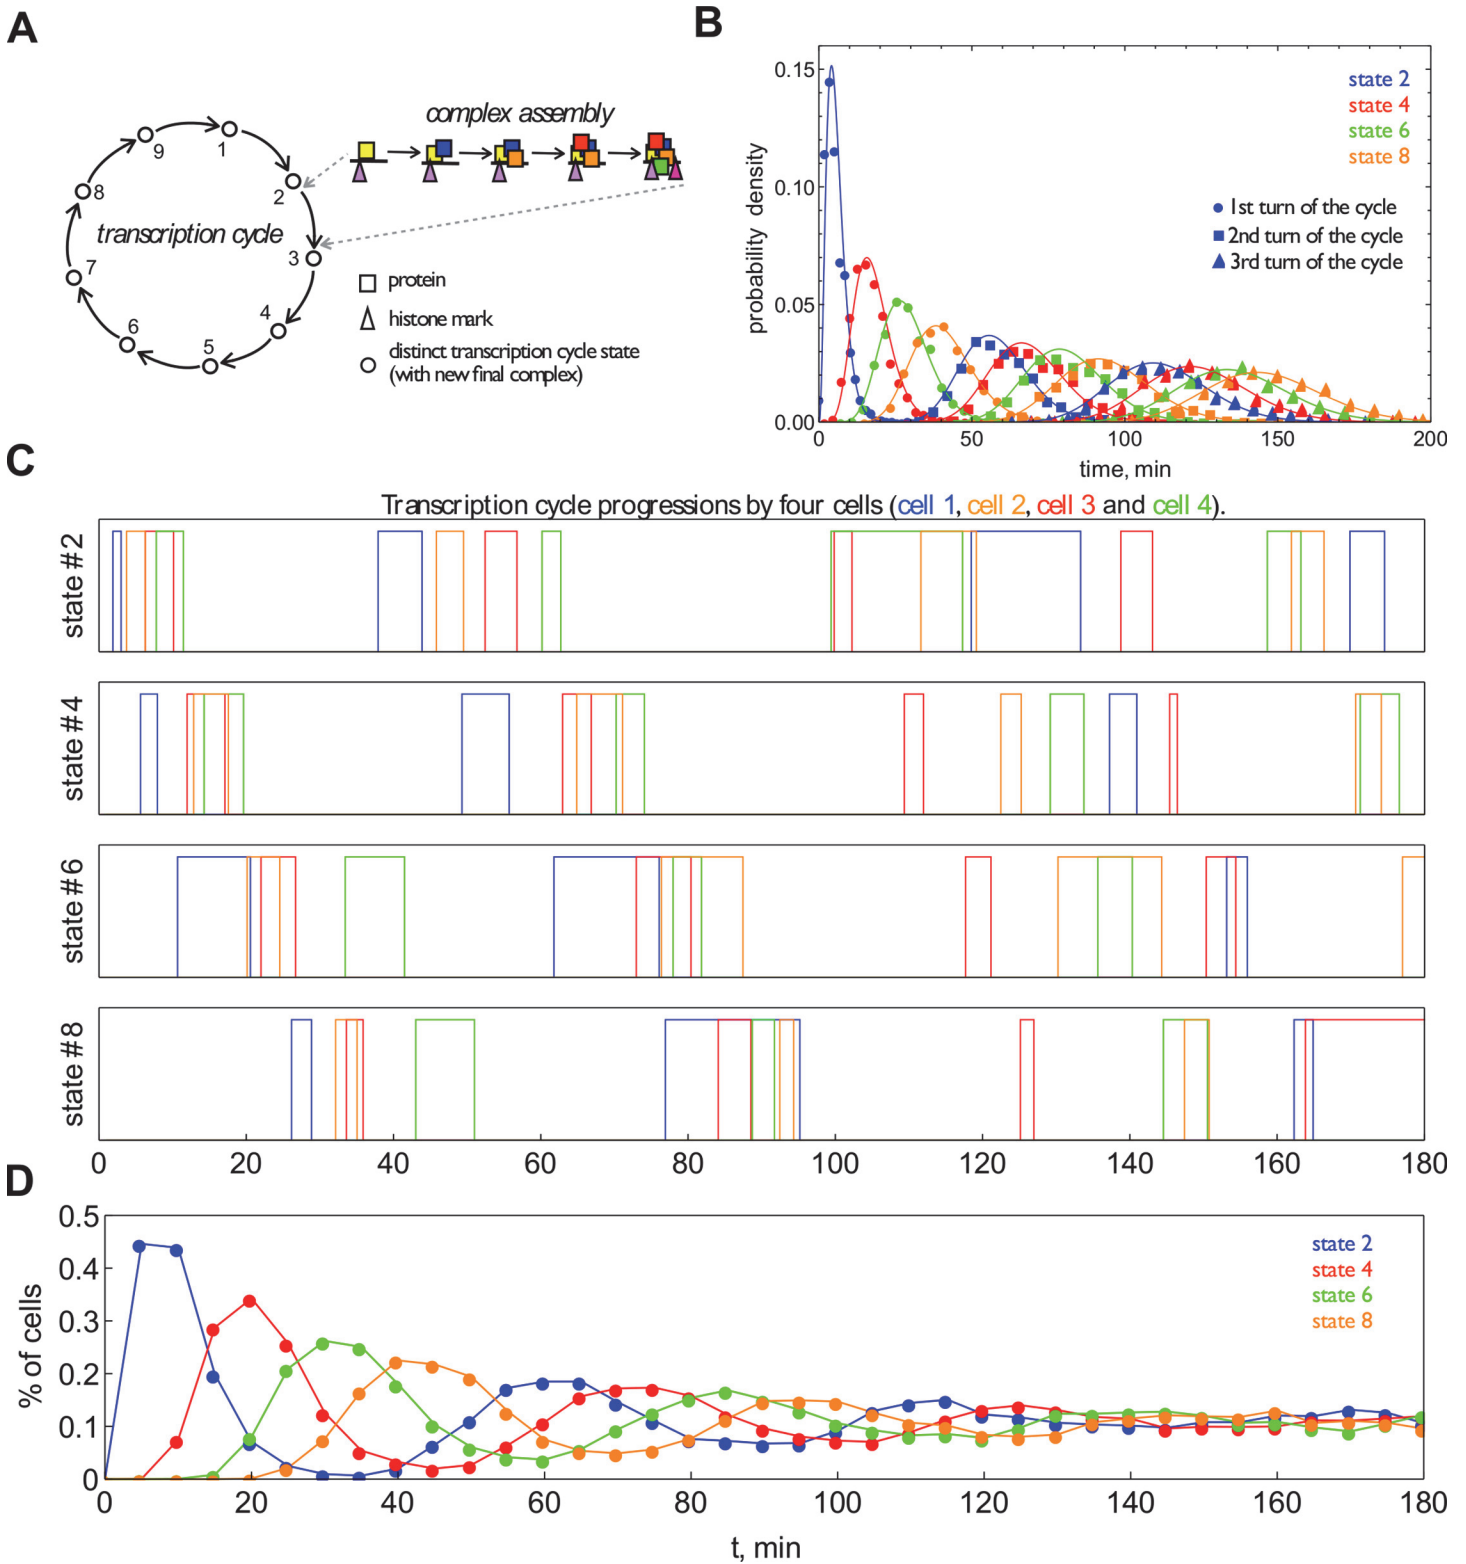 A
complex assembly
transcription cycle
1
2
3
4
5
6
7
8
9
protein
histone mark
distinct transcription cycle state
(with new final complex)
B
probability density
0.15
0.10
0.05
0.00
0
50
100
150
200
time, min
state 2
state 4
state 6
state 8
1st turn of the cycle
2nd turn of the cycle
3rd turn of the cycle
C
Transcription cycle progressions by four cells (cell 1, cell 2, cell 3 and cell 4).
state #2
state #4
state #6
state #8
0 20 40 60 80 100 120 140 160 180
D
% of cells
0.5
0.4
0.3
0.2
0.1
0
state 2
state 4
state 6
state 8
0 20 40 60 80 100 120 140 160 180
t, min